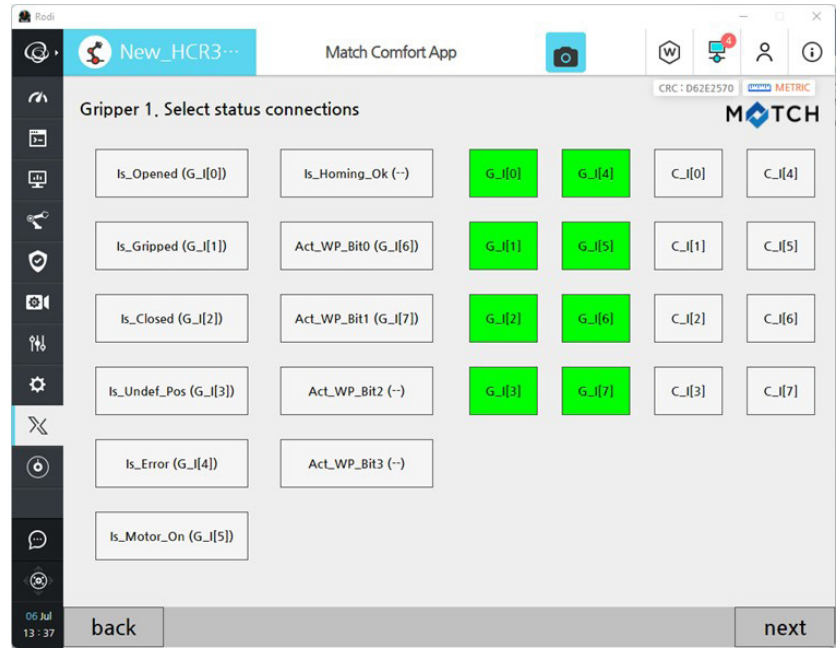 Rodi
New_HCR3···
Match Comfort App
W
4
CRC : D62E2570
METRIC
Gripper 1. Select status connections
MATCH
Is_Opened (G_I[0])
Is_Homing_Ok (--)
G_I[0]
G_I[4]
C_I[0]
C_I[4]
Is_Gripped (G_I[1])
Act_WP_Bit0 (G_I[6])
G_I[1]
G_I[5]
C_I[1]
C_I[5]
Is_Closed (G_I[2])
Act_WP_Bit1 (G_I[7])
G_I[2]
G_I[6]
C_I[2]
C_I[6]
Is_Undef_Pos (G_I[3])
Act_WP_Bit2 (--)
G_I[3]
G_I[7]
C_I[3]
C_I[7]
Is_Error (G_I[4])
Act_WP_Bit3 (--)
Is_Motor_On (G_I[5])
06 Jul
13 : 37
back
next